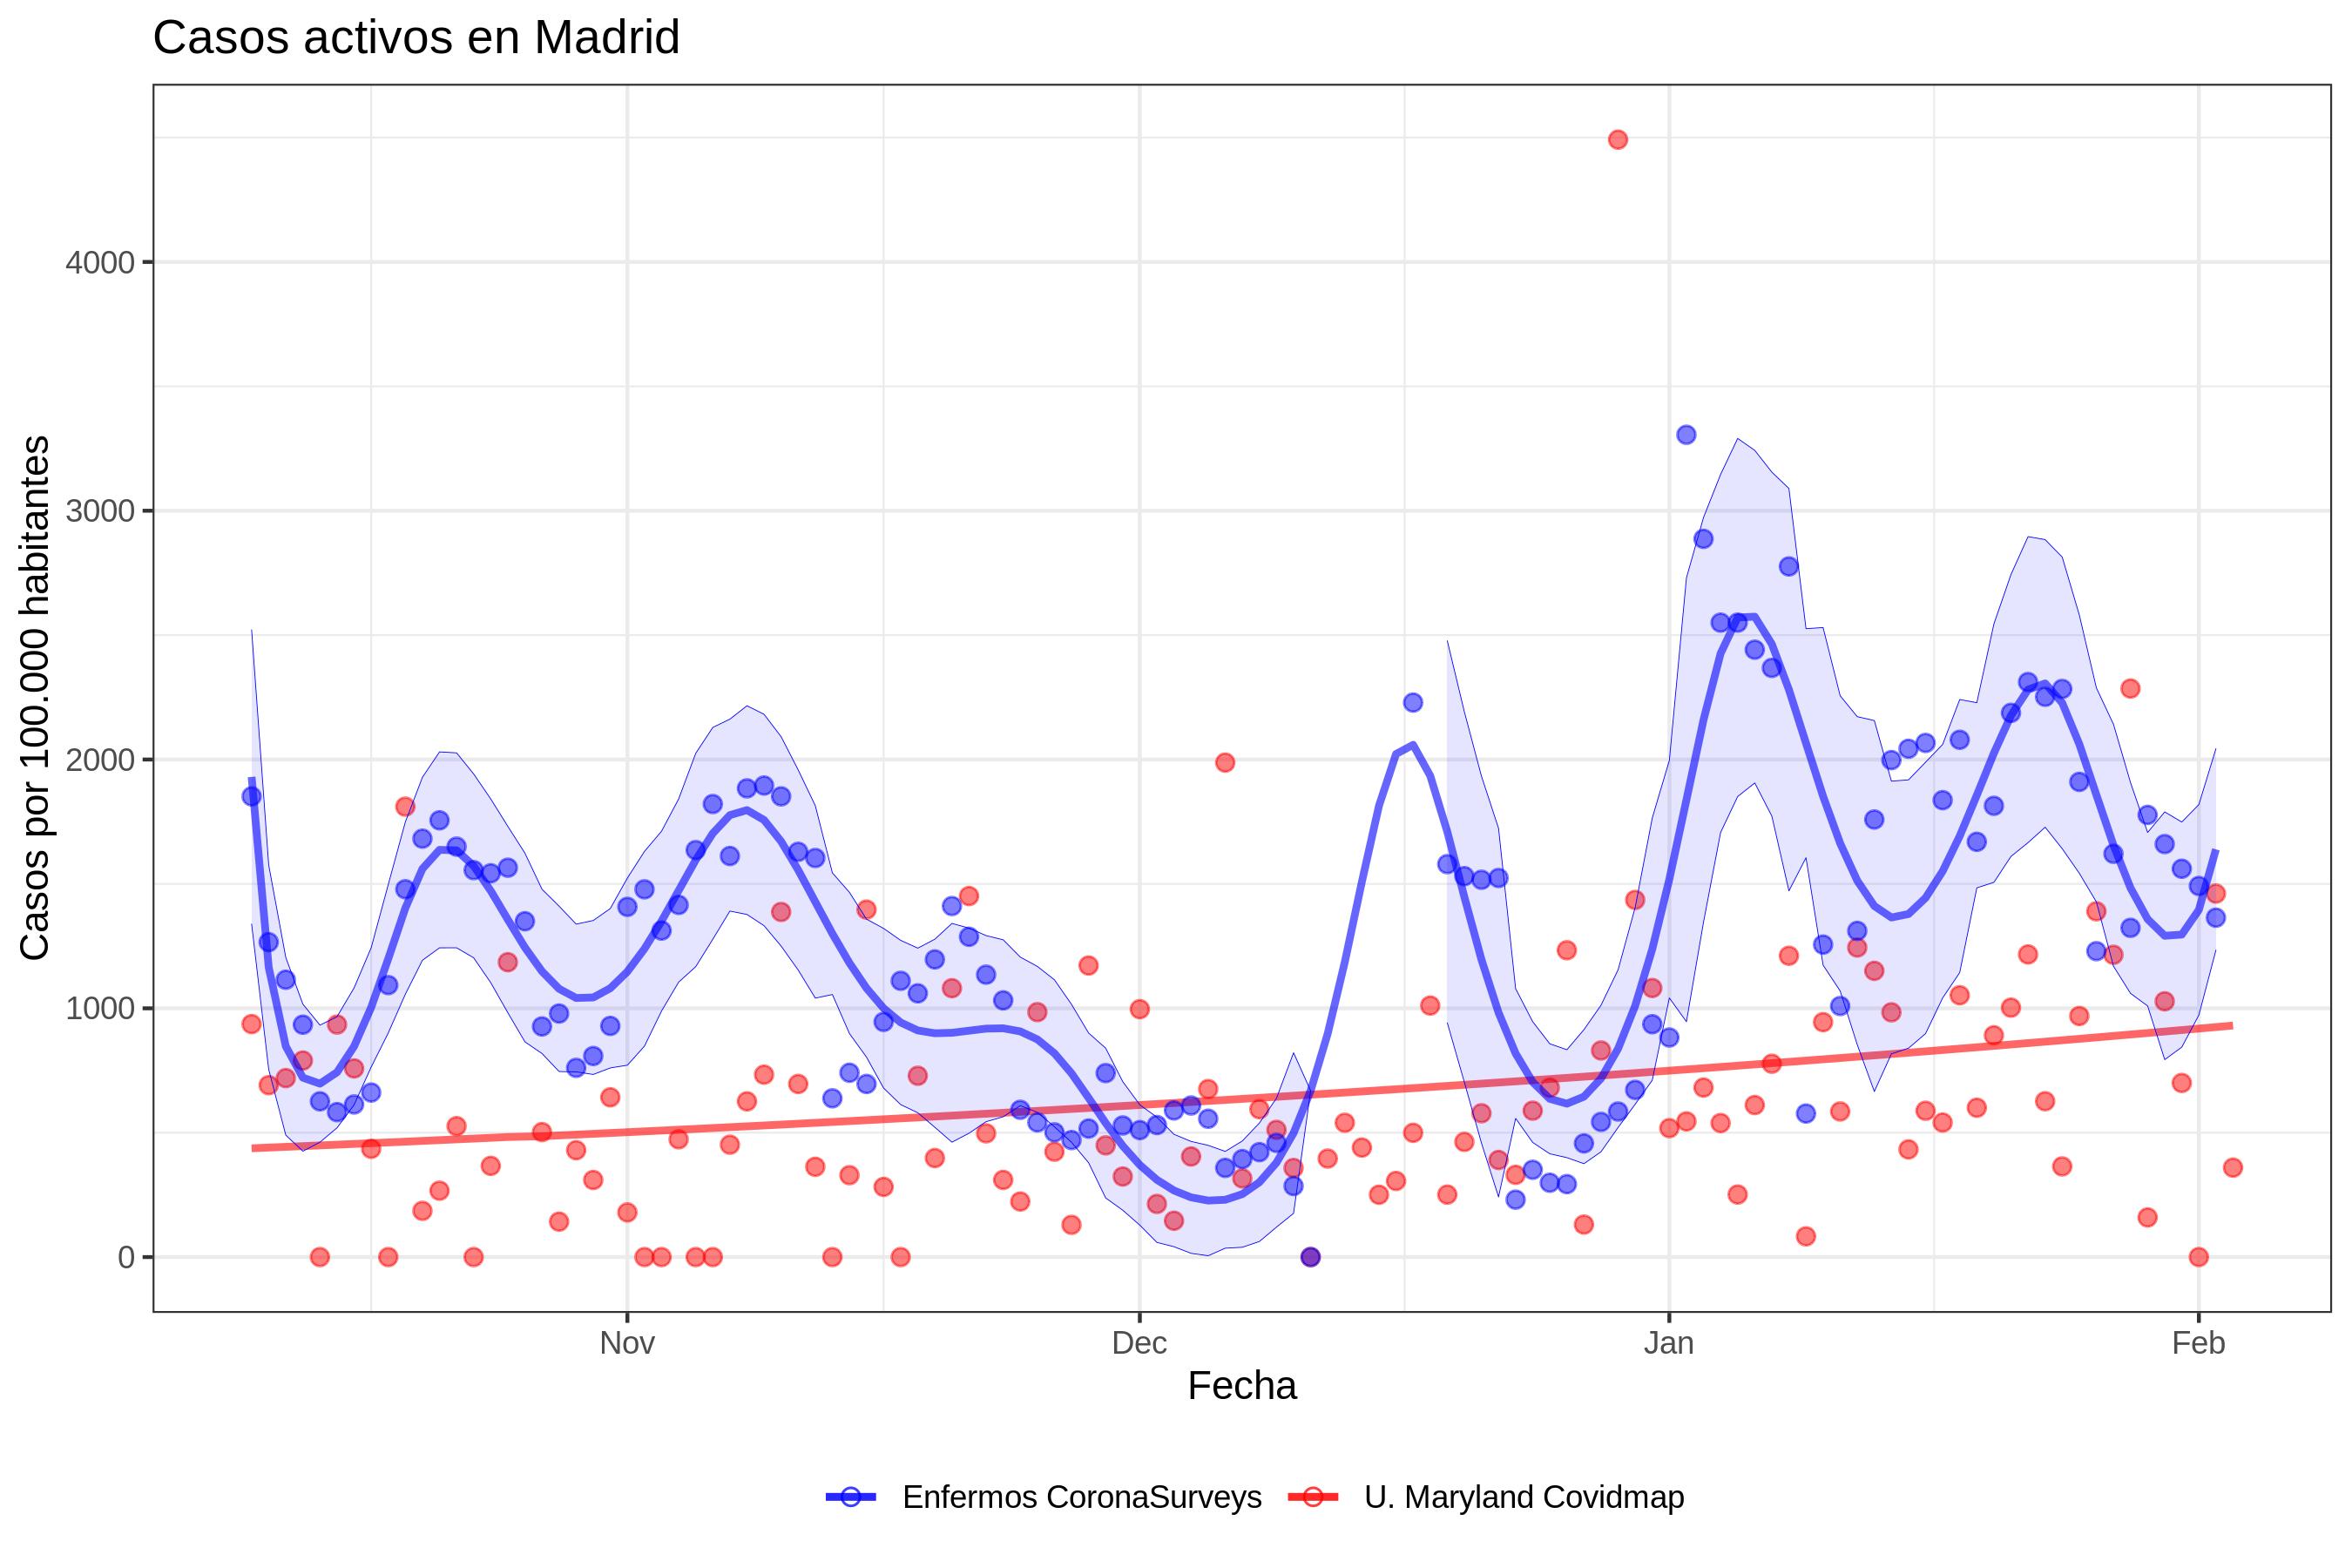 Casos activos en Madrid
Casos por 100.000 habitantes
4000
3000
2000
1000
0
Nov
Dec
Jan
Feb
Fecha
Enfermos CoronaSurveys
U. Maryland Covidmap